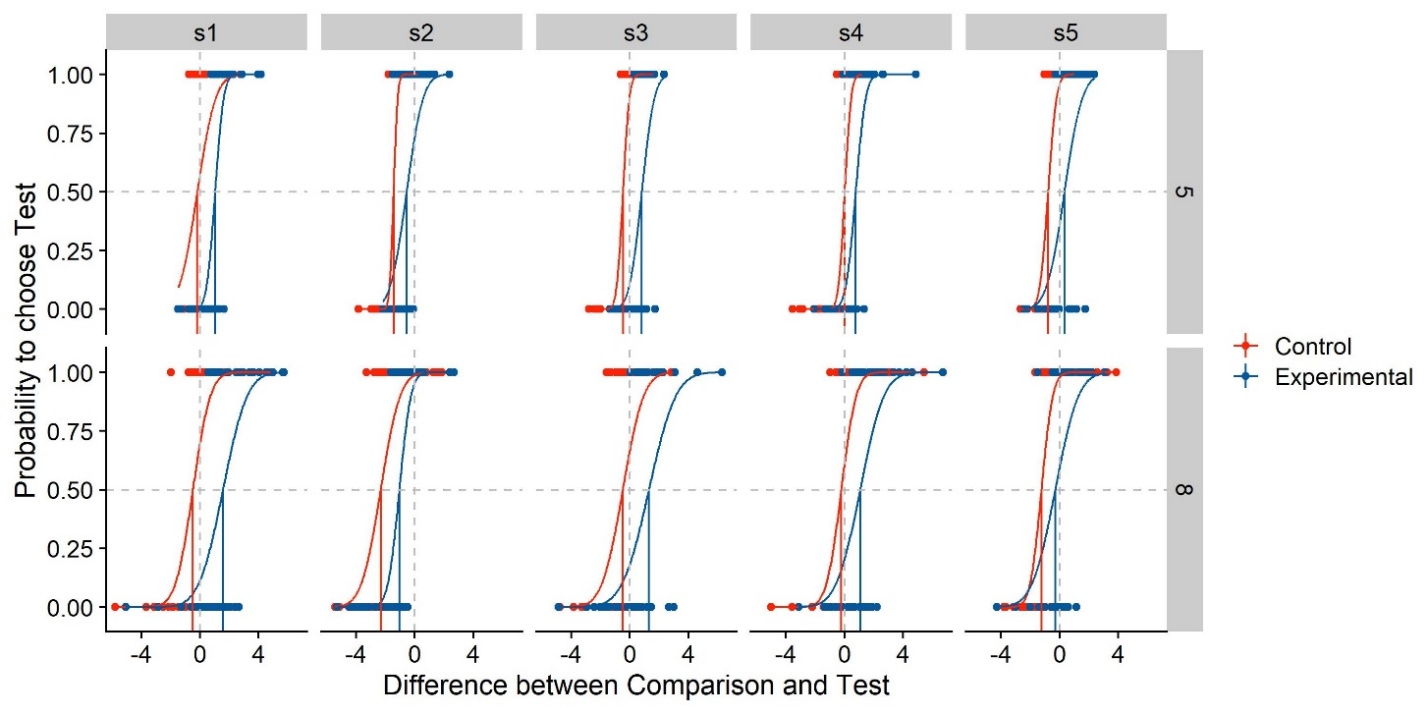 s1 s2 s3 s4 s5
1.00
0.75
0.50
0.25
0.00
5
1.00
0.75
0.50
0.25
0.00
8
-4 0 4 -4 0 4 -4 0 4 -4 0 4 -4 0 4
Probability to choose Test
Difference between Comparison and Test
Control
Experimental